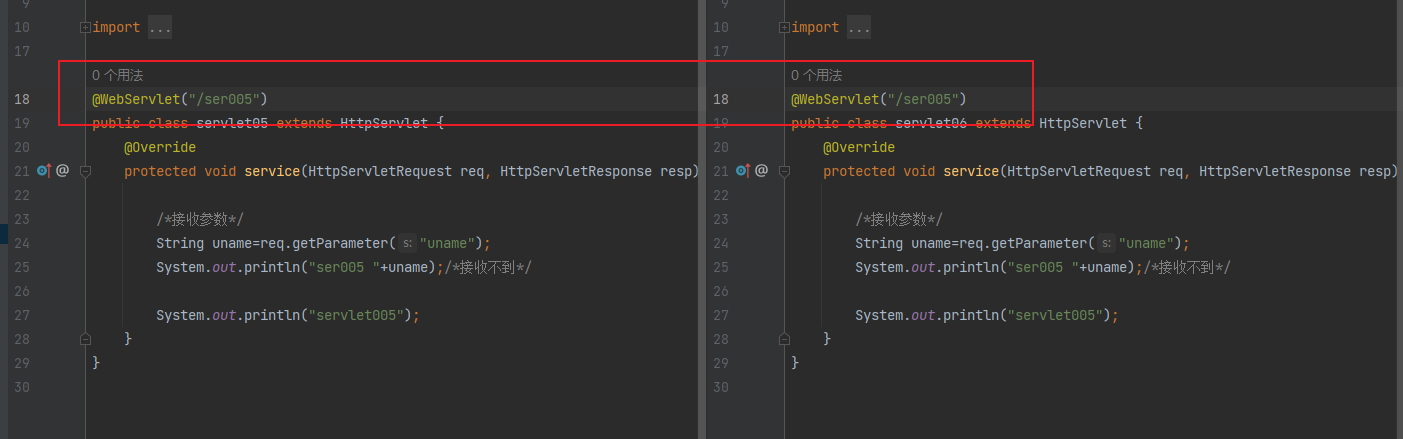 9
10 import ...
17
0 个用法
18 @WebServlet("/ser005")
19 public class servlet05 extends HttpServlet {
20 @Override
21 @ protected void service(HttpServletRequest req, HttpServletResponse resp)
22
23 /*接收参数*/
24 String uname=req.getParameter( s: "uname");
25 System.out.println("ser005 "+uname);/*接收不到*/
26
27 System.out.println("servlet005");
28 }
29 }
30
9
10 import ...
17
0 个用法
18 @WebServlet("/ser005")
19 public class servlet06 extends HttpServlet {
20 @Override
21 @ protected void service(HttpServletRequest req, HttpServletResponse resp)
22
23 /*接收参数*/
24 String uname=req.getParameter( s: "uname");
25 System.out.println("ser005 "+uname);/*接收不到*/
26
27 System.out.println("servlet005");
28 }
29 }
30